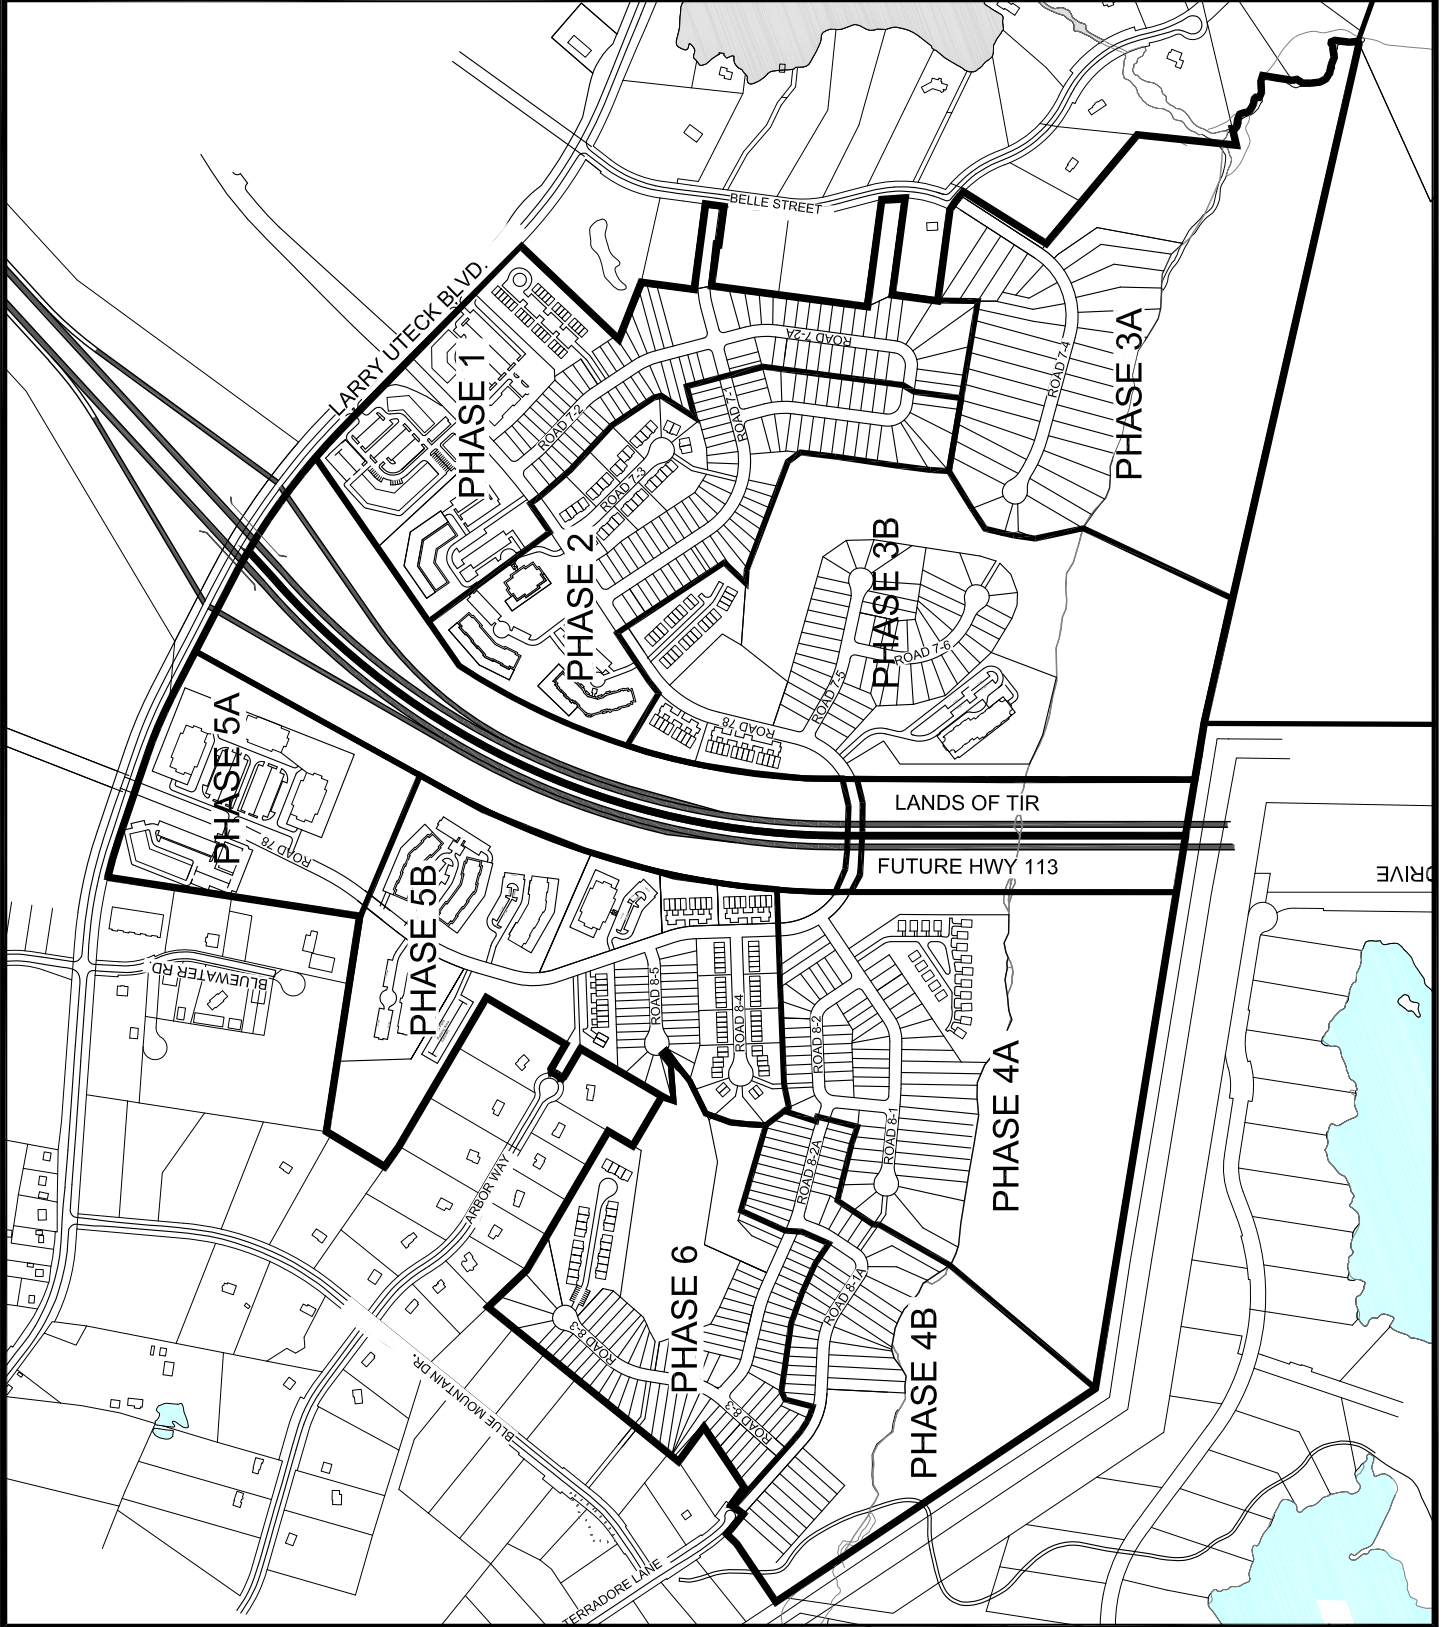 BELLE STREET
LARRY UTECK BLVD.
PHASE 1
ROAD 7-2A
ROAD 7-4
PHASE 3A
ROAD 7-2
ROAD 7-1
ROAD 7-3
PHASE 2
PHASE 3B
ROAD 7-6
ROAD 7-5
ROAD 78
PHASE 5A
ROAD 78
LANDS OF TIR
FUTURE HWY 113
DRIVE
PHASE 5B
BLUEWATER RD
ROAD 8-5
ROAD 8-4
ROAD 8-2
PHASE 4A
ROAD 8-1
ROAD 8-2A
ARBOR WAY
PHASE 6
ROAD 8-1A
ROAD 8-3
PHASE 4B
BLUE MOUNTAIN DR.
ROAD 8-3
TERRADORE LANE